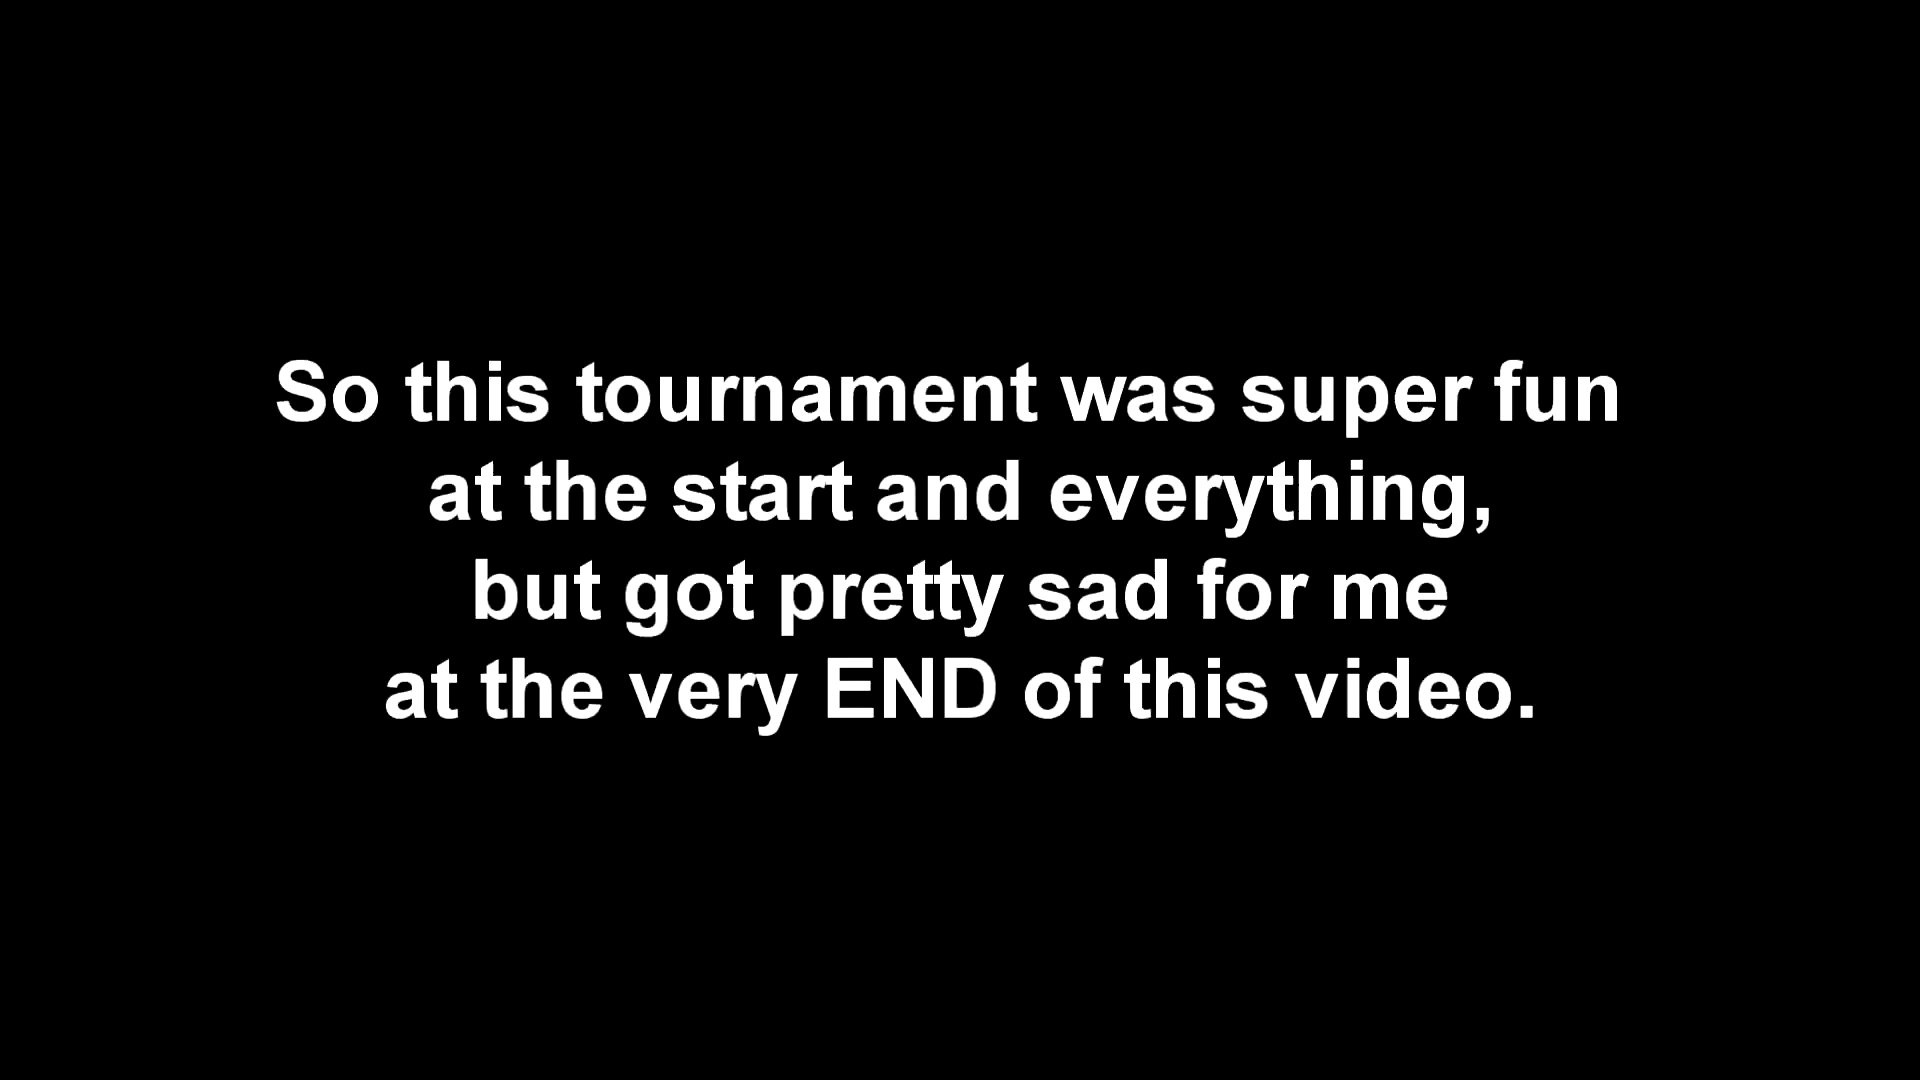 So this tournament was super fun
at the start and everything,
but got pretty sad for me
at the very END of this video.